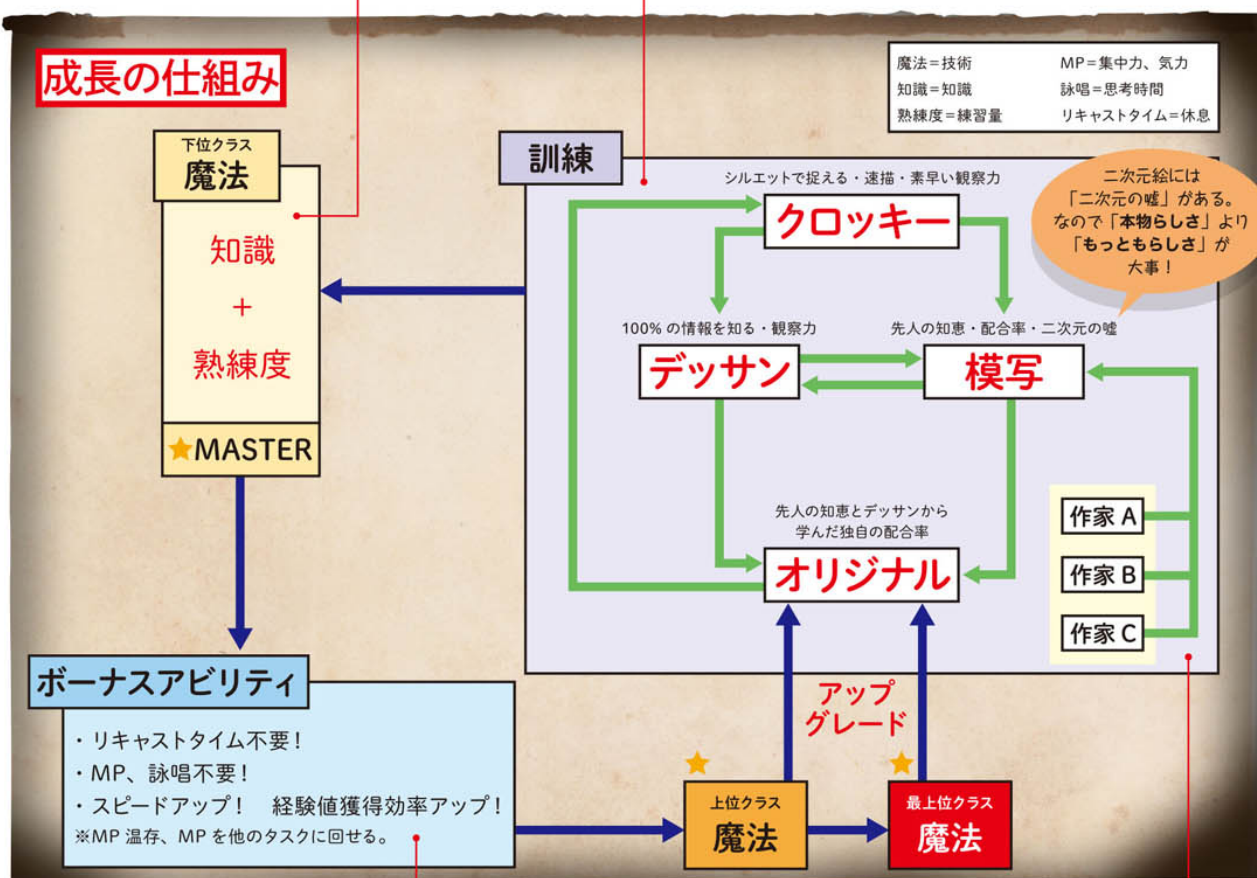 成長の仕組み
魔法=技術
知識=知識
熟練度=練習量
MP=集中力、気力
詠唱=思考時間
リキャストタイム=休息
下位クラス
魔法
知識
+
熟練度
★MASTER
訓練
シルエットで捉える・速描・素早い観察力
クロッキー
二次元絵には
「二次元の嘘」がある。
なので「本物らしさ」より
「もっともらしさ」が
大事!
100% の情報を知る・観察力
デッサン
先人の知恵・配合率・二次元の嘘
模写
先人の知恵とデッサンから
学んだ独自の配合率
オリジナル
作家 A
作家 B
作家 C
ボーナスアビリティ
・リキャストタイム不要!
・MP、詠唱不要!
・スピードアップ! 経験値獲得効率アップ!
※MP 温存、MP を他のタスクに回せる。
アップ
グレード
上位クラス
魔法
最上位クラス
魔法